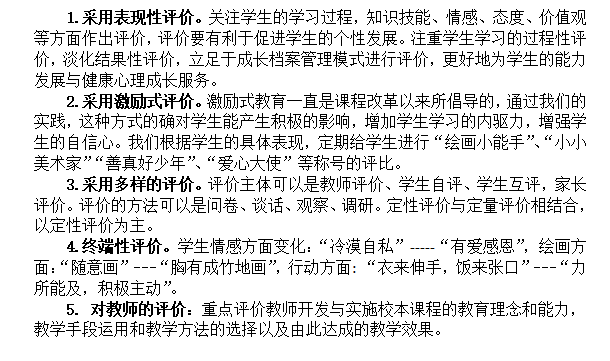 1.采用表现性评价。关注学生的学习过程，知识技能、情感、态度、价值观
等方面作出评价，评价要有利于促进学生的个性发展。注重学生学习的过程性评
价，淡化结果性评价，立足于成长档案管理模式进行评价，更好地为学生的能力
发展与健康心理成长服务。
2.采用激励式评价。激励式教育一直是课程改革以来所倡导的，通过我们的
实践，这种方式的确对学生能产生积极的影响，增加学生学习的内驱力，增强学
生的自信心。我们根据学生的具体表现，定期给学生进行“绘画小能手”、“小小
美术家”“善真好少年”、“爱心大使”等称号的评比。
3.采用多样的评价。评价主体可以是教师评价、学生自评、学生互评，家长
评价。评价的方法可以是问卷、谈话、观察、调研。定性评价与定量评价相结合，
以定性评价为主。
4.终端性评价。学生情感方面变化：“冷漠自私”-----“有爱感恩”，绘画方
面：“随意画”---“胸有成竹地画”，行动方面：“衣来伸手，饭来张口”---“力
所能及，积极主动”。
5. 对教师的评价：重点评价教师开发与实施校本课程的教育理念和能力，
教学手段运用和教学方法的选择以及由此达成的教学效果。